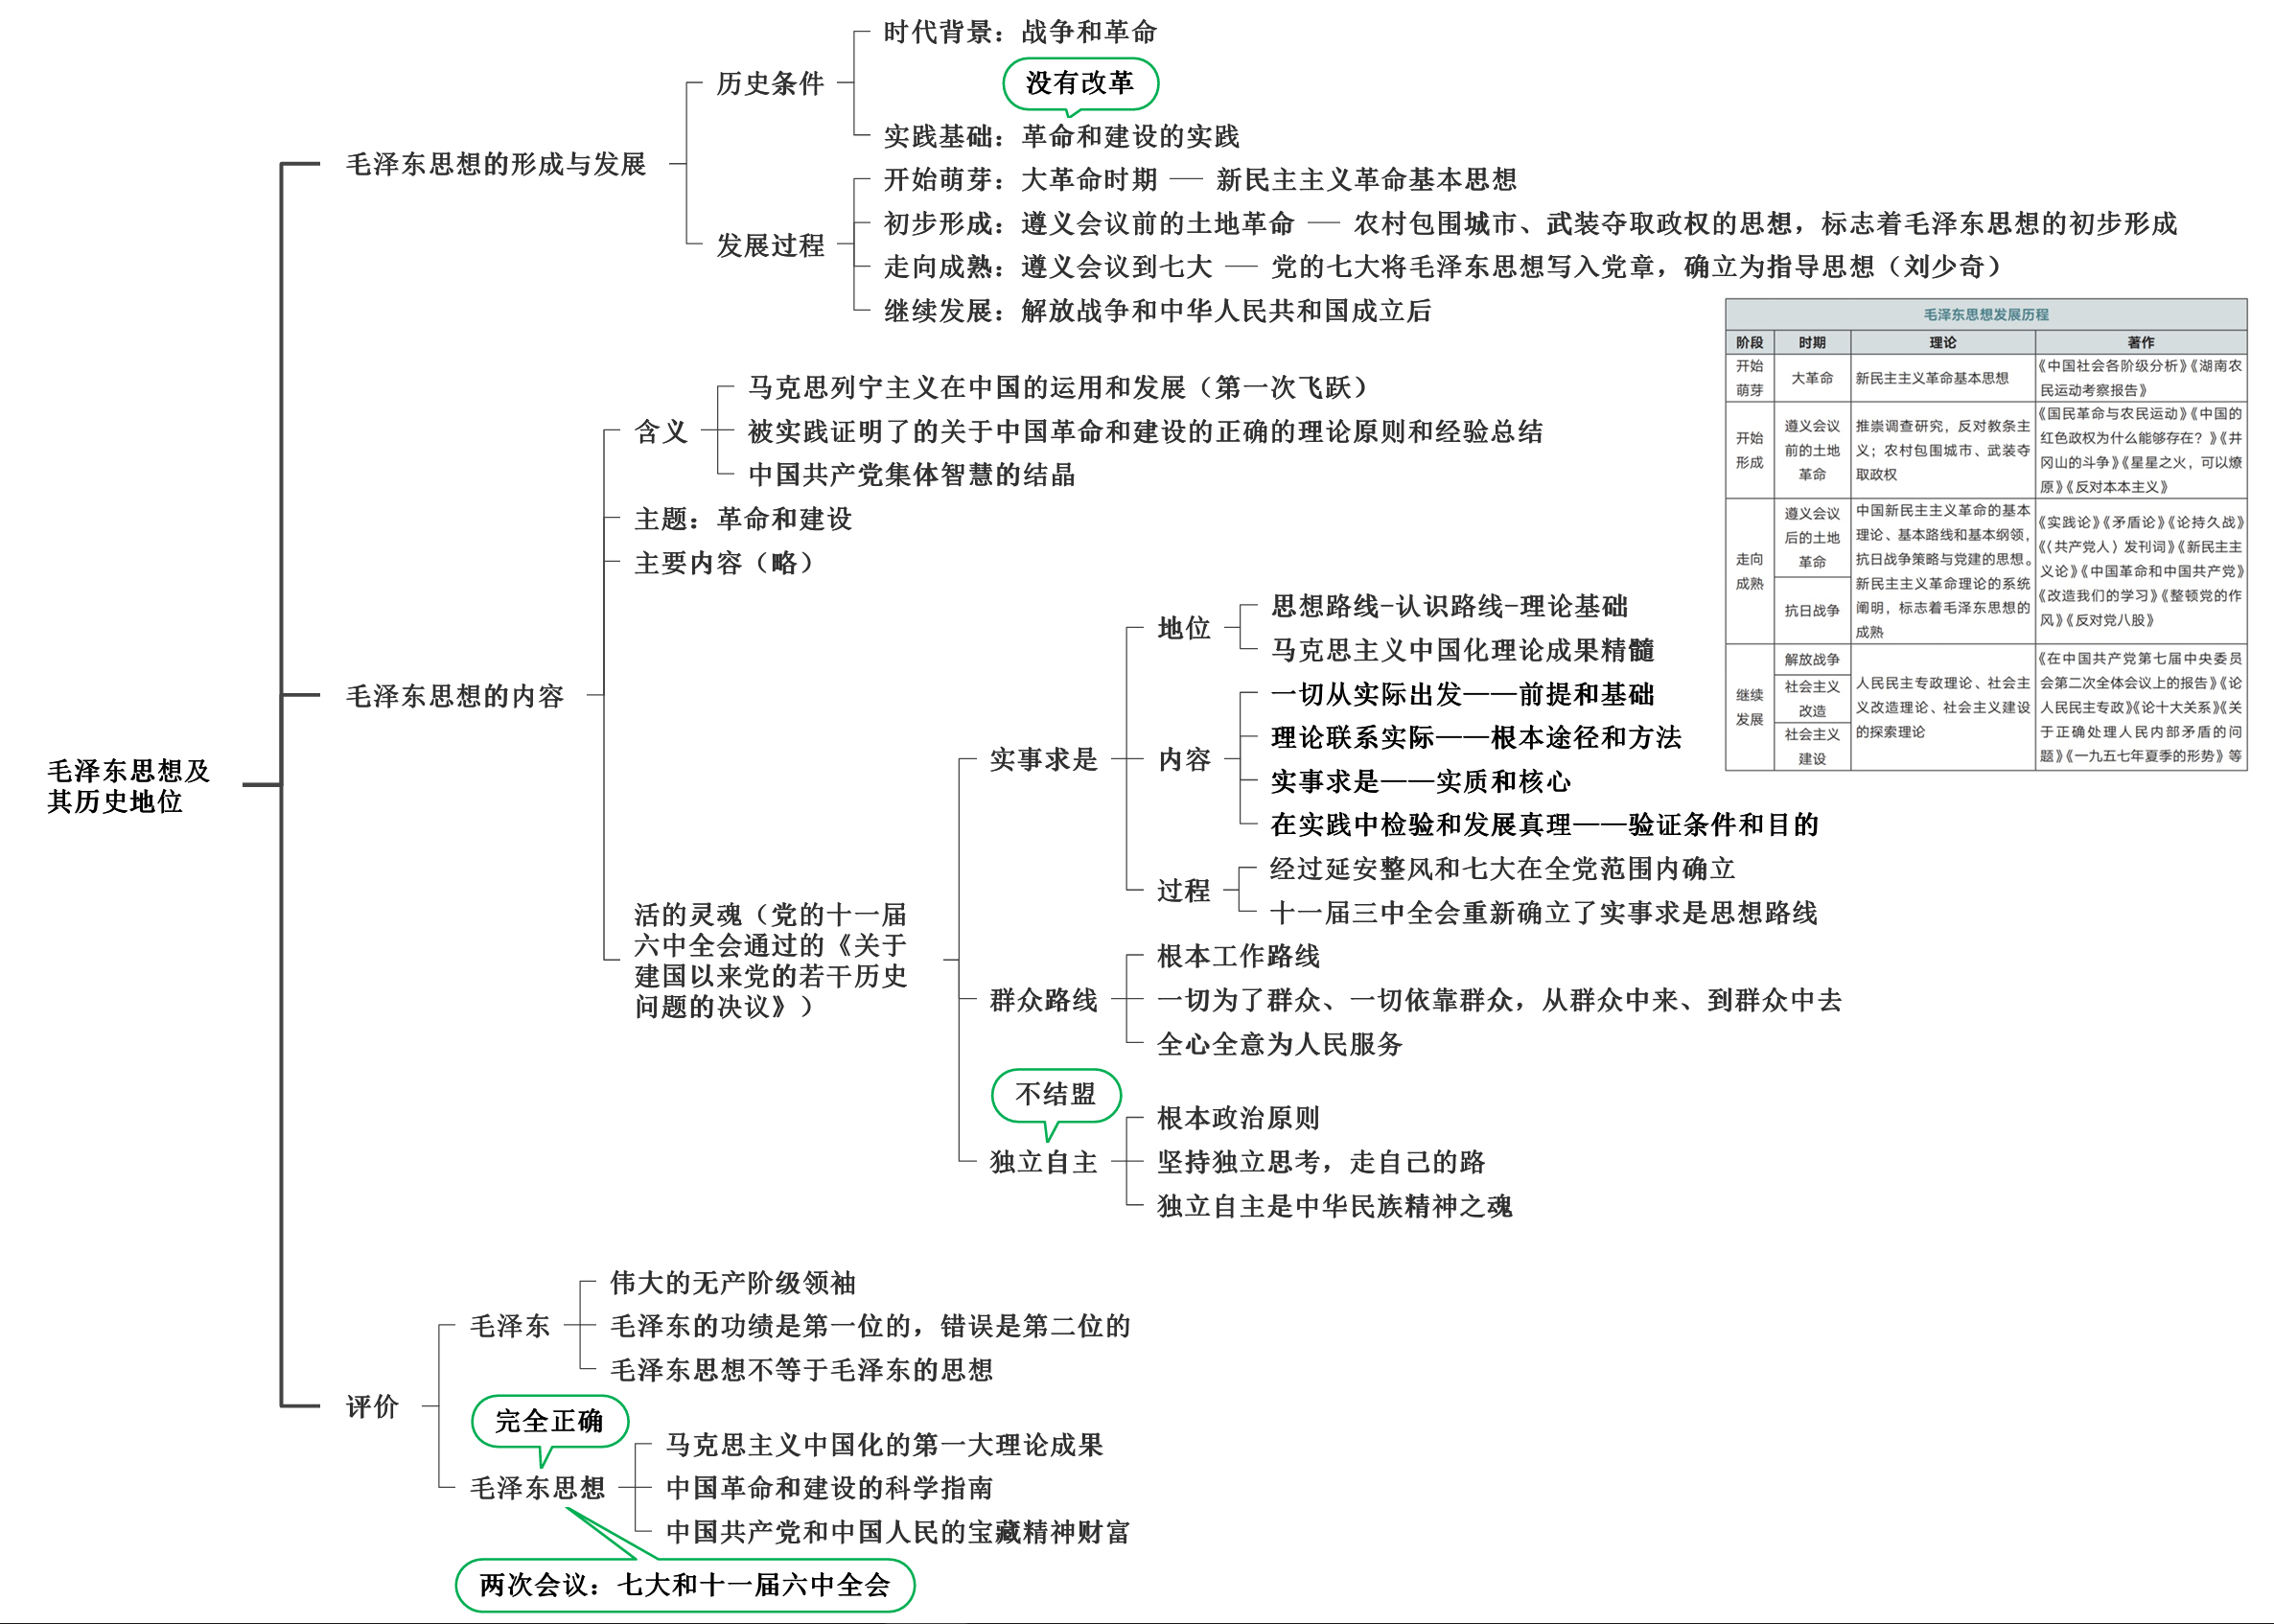 时代背景：战争和革命
历史条件
没有改革
实践基础：革命和建设的实践
毛泽东思想的形成与发展
开始萌芽：大革命时期
新民主主义革命基本思想
初步形成：遵义会议前的土地革命
农村包围城市、武装夺取政权的思想，标志着毛泽东思想的初步形成
发展过程
走向成熟：遵义会议到七大
党的七大将毛泽东思想写入党章，确立为指导思想（刘少奇）
继续发展：解放战争和中华人民共和国成立后
毛泽东思想发展历程
阶段 时期 理论 著作
开始
萌芽
大革命
新民主主义革命基本思想
《中国社会各阶级分析》《湖南农
民运动考察报告》
开始
形成
遵义会议
前的土地
革命
推崇调查研究，反对教条主
义；农村包围城市、武装夺
取政权
《国民革命与农民运动》《中国的
红色政权为什么能够存在？》《井
冈山的斗争》《星星之火，可以燎
原》《反对本本主义》
走向
成熟
遵义会议
后的土地
革命
抗日战争
中国新民主主义革命的基本
理论、基本路线和基本纲领，
抗日战争策略与党建的思想。
新民主主义革命理论的系统
阐明，标志着毛泽东思想的
成熟
《实践论》《矛盾论》《论持久战》
《〈共产党人〉发刊词》《新民主主
义论》《中国革命和中国共产党》
《改造我们的学习》《整顿党的作
风》《反对党八股》
继续
发展
解放战争
社会主义
改造
社会主义
建设
人民民主专政理论、社会主
义改造理论、社会主义建设
的探索理论
《在中国共产党第七届中央委员
会第二次全体会议上的报告》《论
人民民主专政》《论十大关系》《关
于正确处理人民内部矛盾的问
题》《一九五七年夏季的形势》等
马克思列宁主义在中国的运用和发展（第一次飞跃）
含义
被实践证明了的关于中国革命和建设的正确的理论原则和经验总结
中国共产党集体智慧的结晶
主题：革命和建设
主要内容（略）
毛泽东思想的内容
思想路线-认识路线-理论基础
地位
马克思主义中国化理论成果精髓
一切从实际出发——前提和基础
理论联系实际——根本途径和方法
实事求是
内容
实事求是——实质和核心
在实践中检验和发展真理——验证条件和目的
经过延安整风和七大在全党范围内确立
过程
十一届三中全会重新确立了实事求是思想路线
毛泽东思想及
其历史地位
活的灵魂（党的十一届
六中全会通过的《关于
建国以来党的若干历史
问题的决议》）
根本工作路线
群众路线
一切为了群众、一切依靠群众，从群众中来、到群众中去
全心全意为人民服务
不结盟
根本政治原则
独立自主
坚持独立思考，走自己的路
独立自主是中华民族精神之魂
伟大的无产阶级领袖
毛泽东
毛泽东的功绩是第一位的，错误是第二位的
毛泽东思想不等于毛泽东的思想
评价
完全正确
马克思主义中国化的第一大理论成果
毛泽东思想
中国革命和建设的科学指南
中国共产党和中国人民的宝藏精神财富
两次会议：七大和十一届六中全会